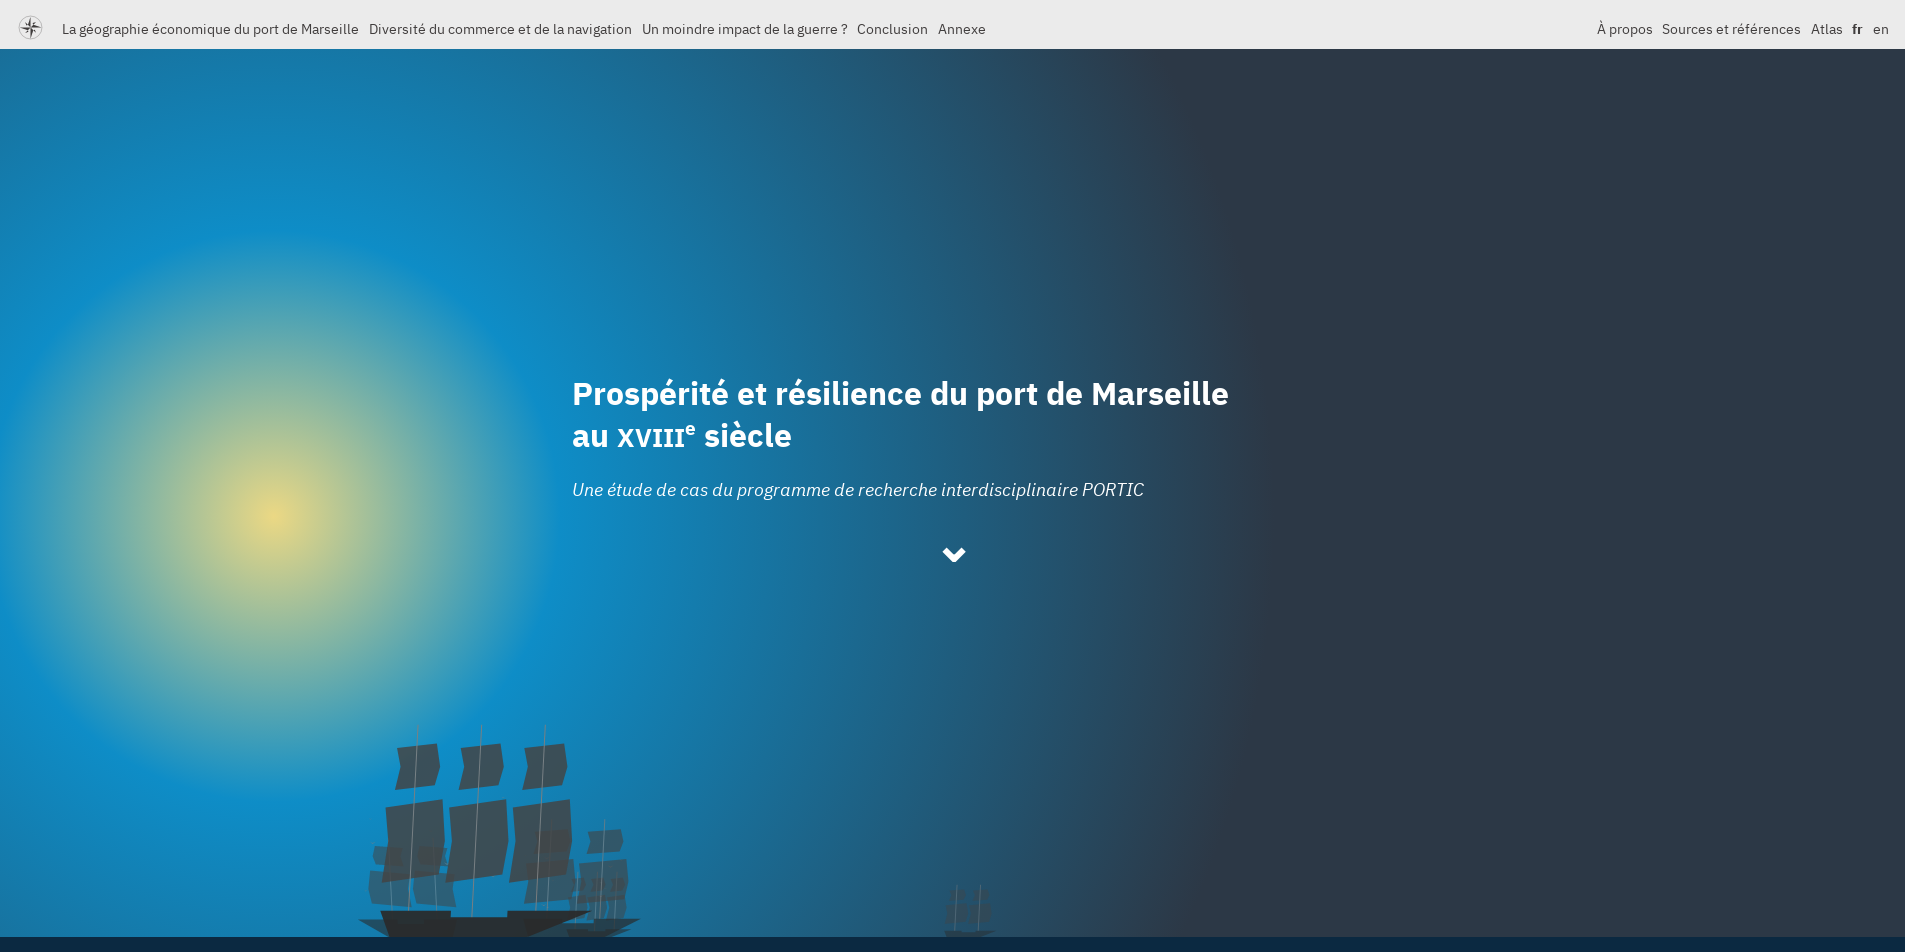 La géographie économique du port de Marseille Diversité du commerce et de la navigation Un moindre impact de la guerre ? Conclusion Annexe À propos Sources et références Atlas fr en
Prospérité et résilience du port de Marseille
au XVIIIe siècle
Une étude de cas du programme de recherche interdisciplinaire PORTIC